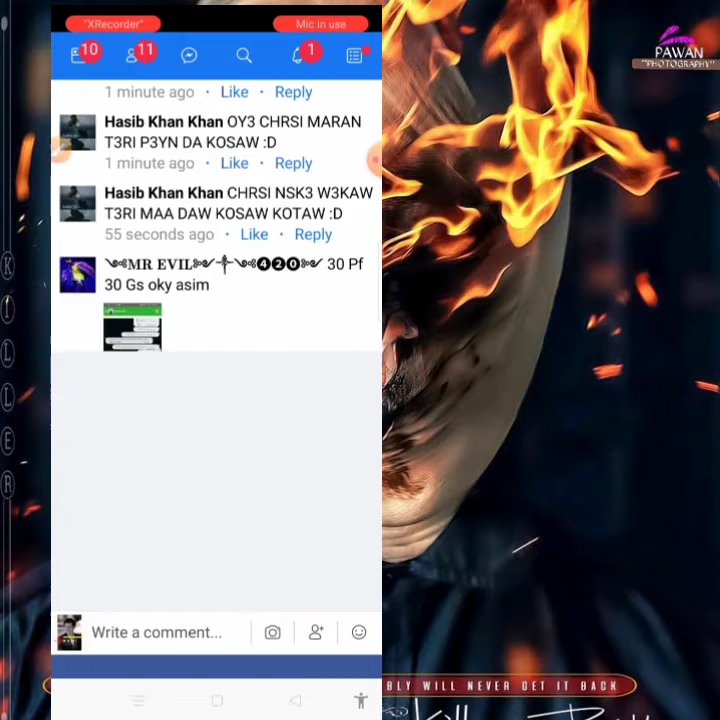 "XRecorder"
Mic in use
10
11
1
PAWAN
"PHOTOGRAPHY"
1 minute ago · Like · Reply
Hasib Khan Khan OY3 CHRSI MARAN
T3RI P3YN DA KOSAW :D
1 minute ago · Like · Reply
Hasib Khan Khan CHRSI NSK3 W3KAW
T3RI MAA DAW KOSAW KOTAW :D
55 seconds ago · Like · Reply
༺MR EVIL༻⸸༺❹❷⓿༻ 30 Pf
30 Gs oky asim
KILLER
Write a comment...
BLY WILL NEVER GET IT BACK